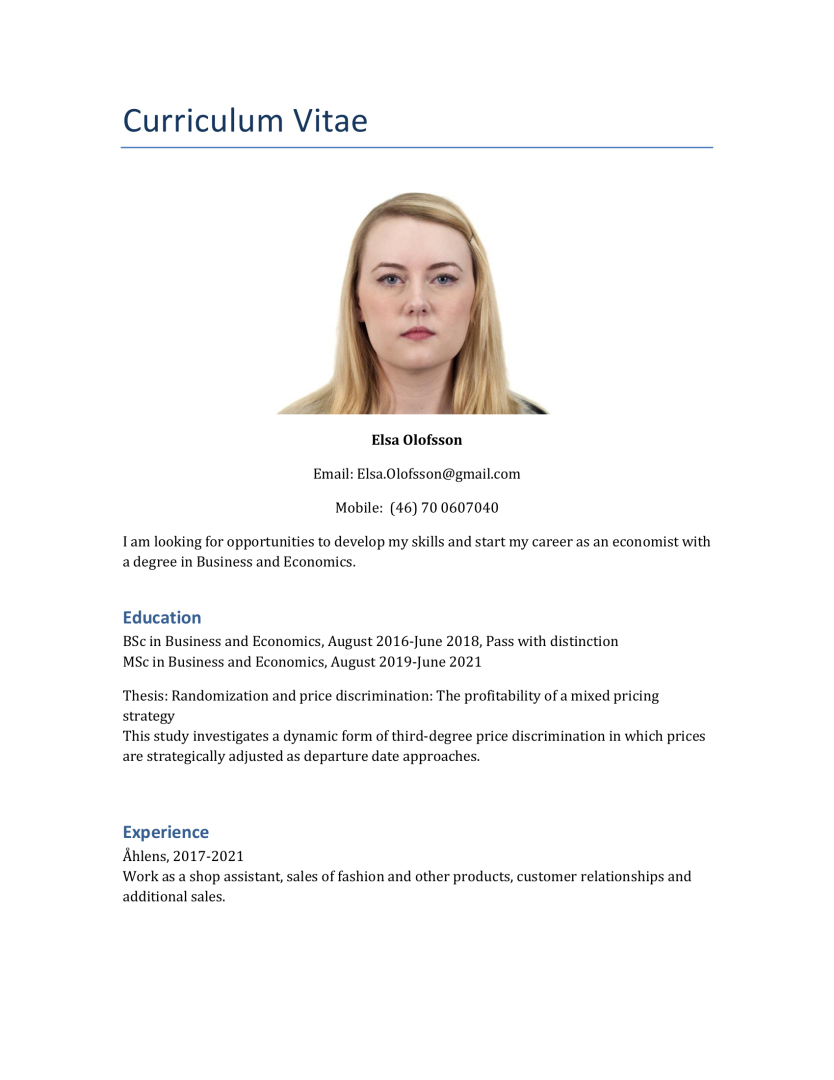 Curriculum Vitae
Elsa Olofsson
Email: Elsa.Olofsson@gmail.com
Mobile:  (46) 70 0607040
I am looking for opportunities to develop my skills and start my career as an economist with
a degree in Business and Economics.
Education
BSc in Business and Economics, August 2016-June 2018, Pass with distinction
MSc in Business and Economics, August 2019-June 2021
Thesis: Randomization and price discrimination: The profitability of a mixed pricing
strategy
This study investigates a dynamic form of third-degree price discrimination in which prices
are strategically adjusted as departure date approaches.
Experience
Åhlens, 2017-2021
Work as a shop assistant, sales of fashion and other products, customer relationships and
additional sales.